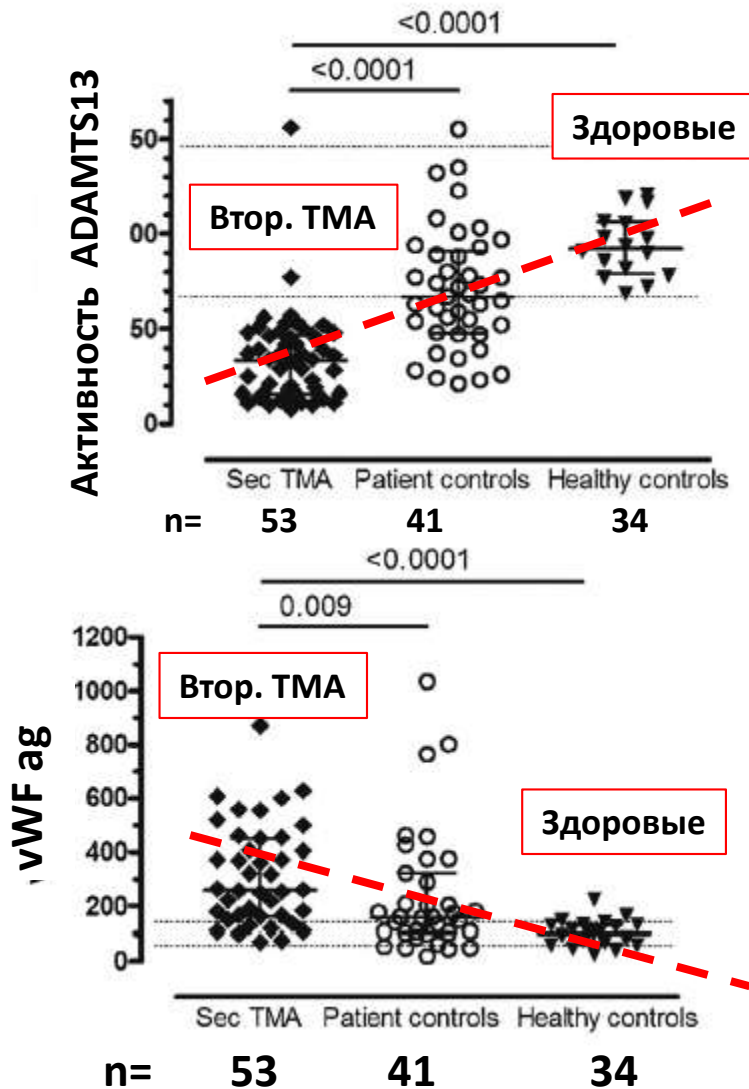 <0.0001
<0.0001
Здоровые
Втор. ТМА
Активность ADAMTS13
50
00
50
0
Sec TMA Patient controls Healthy controls
n= 53 41 34
<0.0001
0.009
1200
1000
800
600
400
200
0
Втор. ТМА
Здоровые
vWF ag
Sec TMA Patient controls Healthy controls
n= 53 41 34